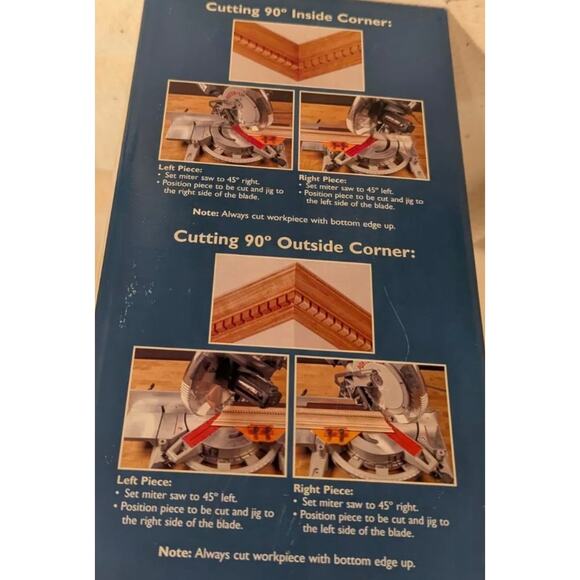 Cutting 90° Inside Corner:
Left Piece:
• Set miter saw to 45° right.
• Position piece to be cut and jig to
the right side of the blade.
Right Piece:
• Set miter saw to 45° left.
• Position piece to be cut and jig to
the left side of the blade.
Note: Always cut workpiece with bottom edge up.
Cutting 90° Outside Corner:
Left Piece:
• Set miter saw to 45° left.
• Position piece to be cut and jig to
the right side of the blade.
Right Piece:
• Set miter saw to 45° right.
• Position piece to be cut and jig to
the left side of the blade.
Note: Always cut workpiece with bottom edge up.